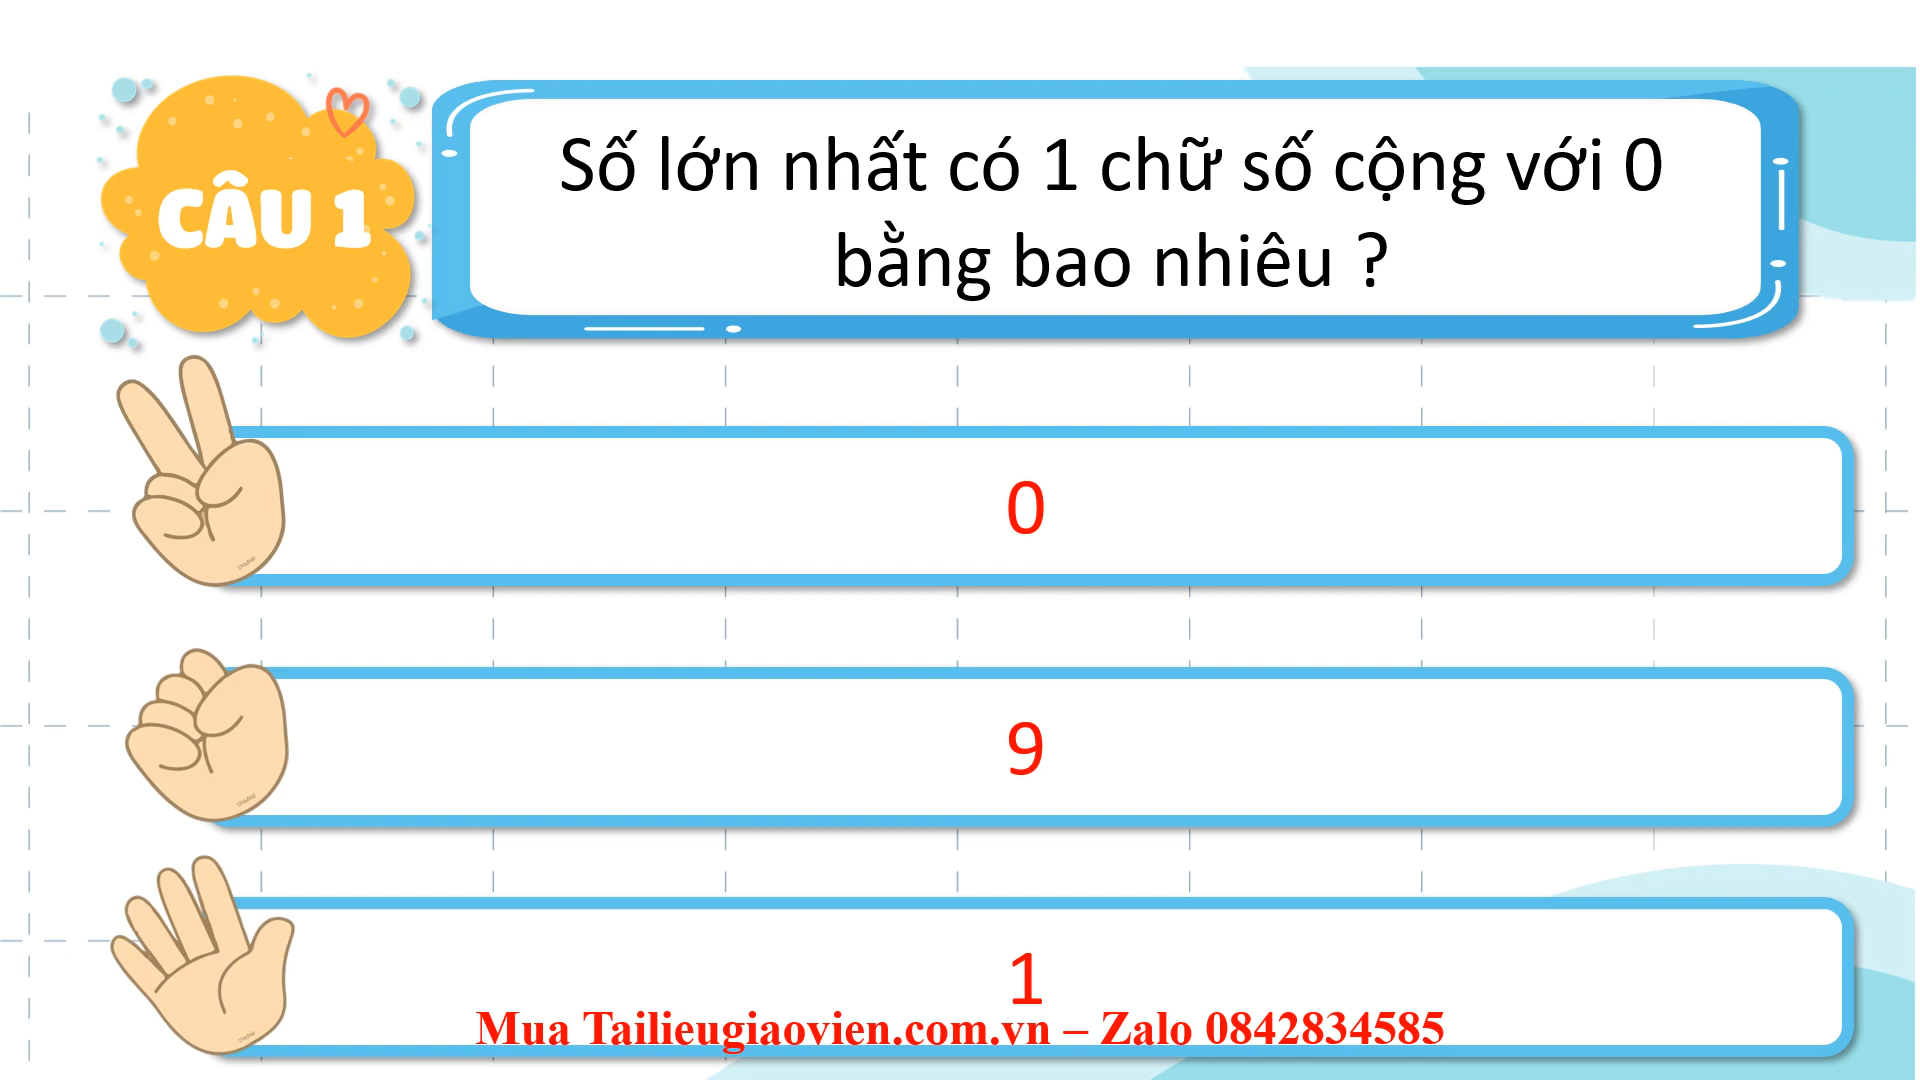 CÂU 1
Số lớn nhất có 1 chữ số cộng với 0
bằng bao nhiêu ?
0
9
1
Mua Tailieugiaovien.com.vn – Zalo 0842834585